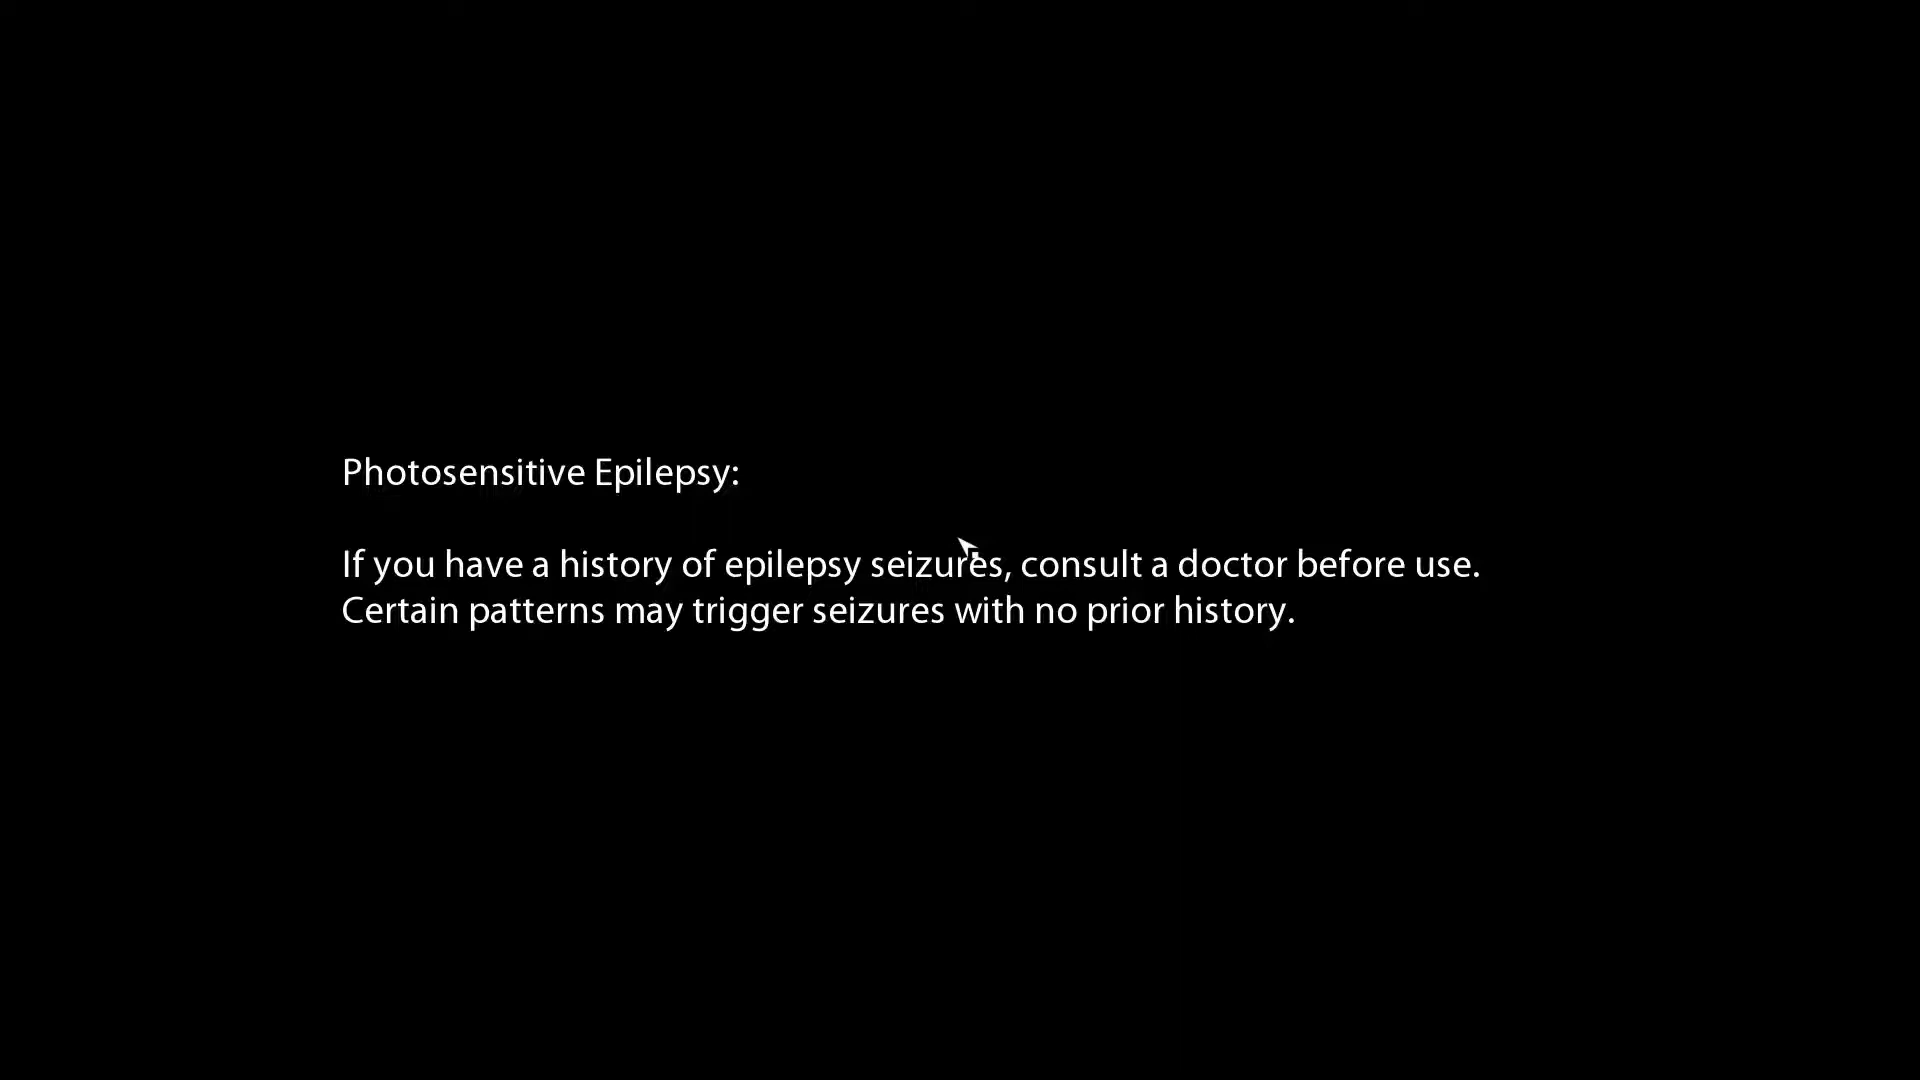 Photosensitive Epilepsy:
If you have a history of epilepsy seizures, consult a doctor before use.
Certain patterns may trigger seizures with no prior history.